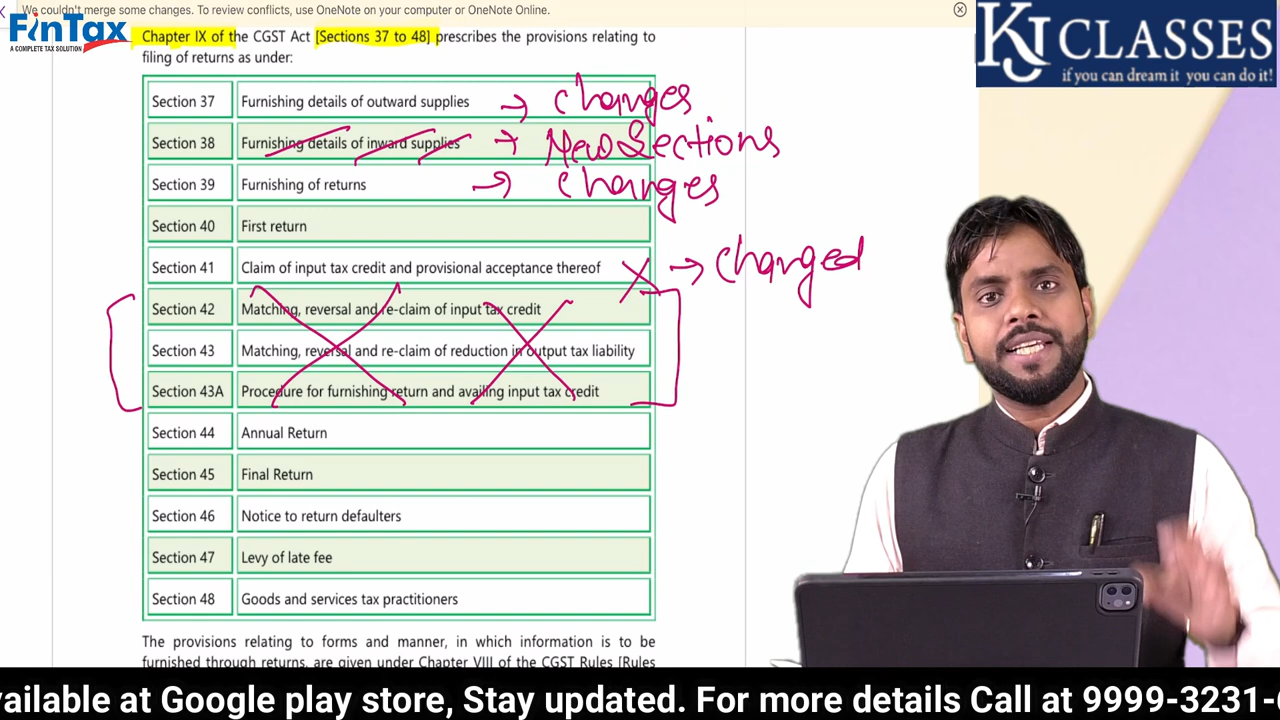 We couldn't merge some changes. To review conflicts, use OneNote on your computer or OneNote Online.
FinTax
A COMPLETE TAX SOLUTION
KJ CLASSES
if you can dream it you can do it!
Chapter IX of the CGST Act [Sections 37 to 48] prescribes the provisions relating to
filing of returns as under:
Section 37 Furnishing details of outward supplies → changes
Section 38 Furnishing details of inward supplies → New Sections
Section 39 Furnishing of returns → changes
Section 40 First return
Section 41 Claim of input tax credit and provisional acceptance thereof → changed
Section 42 Matching, reversal and re-claim of input tax credit
Section 43 Matching, reversal and re-claim of reduction in output tax liability
Section 43A Procedure for furnishing return and availing input tax credit
Section 44 Annual Return
Section 45 Final Return
Section 46 Notice to return defaulters
Section 47 Levy of late fee
Section 48 Goods and services tax practitioners
The provisions relating to forms and manner, in which information is to be
furnished through returns, are given under Chapter VIII of the CGST Rules [Rules
vailable at Google play store, Stay updated. For more details Call at 9999-3231-